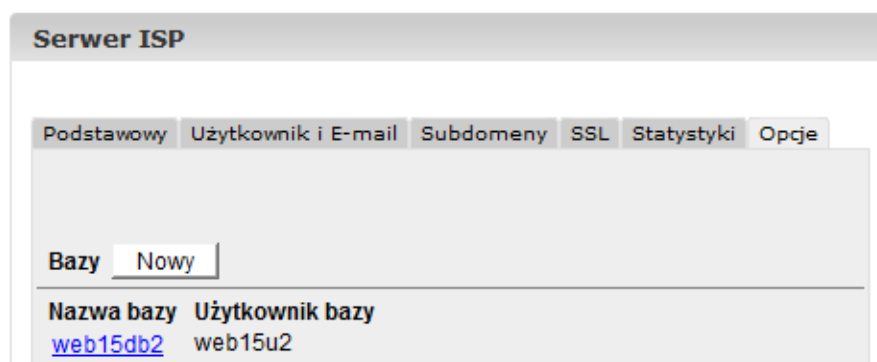 Serwer ISP
Podstawowy Użytkownik i E-mail Subdomeny SSL Statystyki Opcje
Bazy Nowy
Nazwa bazy Użytkownik bazy
web15db2 web15u2